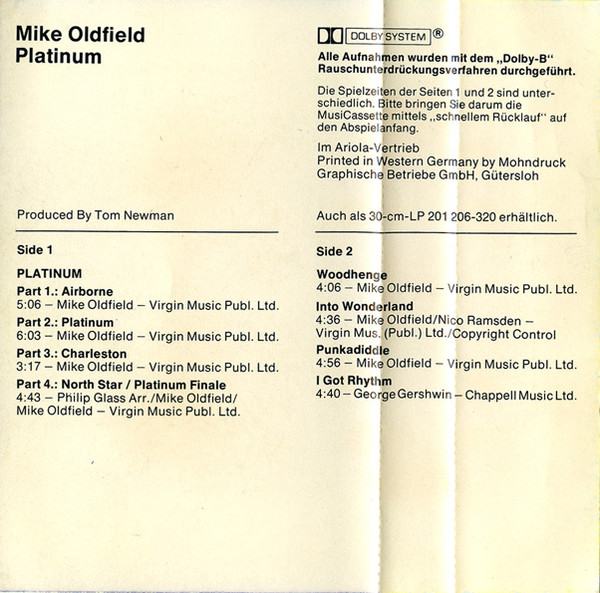 Mike Oldfield
Platinum
Produced By Tom Newman
Side 1
PLATINUM
Part 1.: Airborne
5:06 – Mike Oldfield – Virgin Music Publ. Ltd.
Part 2.: Platinum
6:03 – Mike Oldfield – Virgin Music Publ. Ltd.
Part 3.: Charleston
3:17 – Mike Oldfield – Virgin Music Publ. Ltd.
Part 4.: North Star / Platinum Finale
4:43 – Philip Glass Arr./Mike Oldfield/
Mike Oldfield – Virgin Music Publ. Ltd.
DOLBY SYSTEM ®
Alle Aufnahmen wurden mit dem „Dolby-B"
Rauschunterdrückungsverfahren durchgeführt.
Die Spielzeiten der Seiten 1 und 2 sind unter-
schiedlich. Bitte bringen Sie darum die
MusiCassette mittels „schnellem Rücklauf" auf
den Abspielanfang.
Im Ariola-Vertrieb
Printed in Western Germany by Mohndruck
Graphische Betriebe GmbH, Gütersloh
Auch als 30-cm-LP 201 206-320 erhältlich.
Side 2
Woodhenge
4:06 – Mike Oldfield – Virgin Music Publ. Ltd.
Into Wonderland
4:36 – Mike Oldfield/Nico Ramsden –
Virgin Mus. (Publ.) Ltd./Copyright Control
Punkadiddle
4:56 – Mike Oldfield – Virgin Music Publ. Ltd.
I Got Rhythm
4:40 – George Gershwin – Chappell Music Ltd.